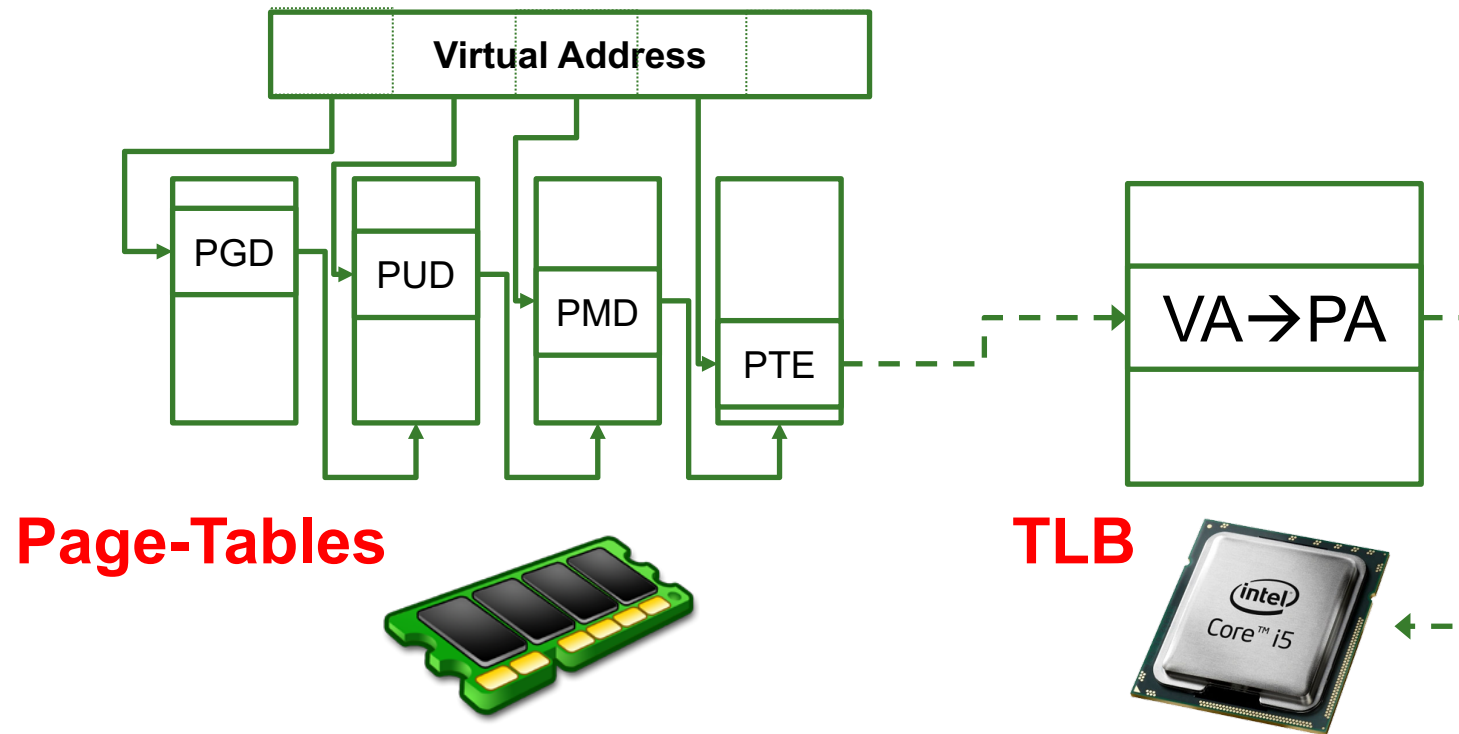 Virtual Address
PGD
PUD
PMD
PTE
VA→PA
Page-Tables
TLB
intel
Core™ i5